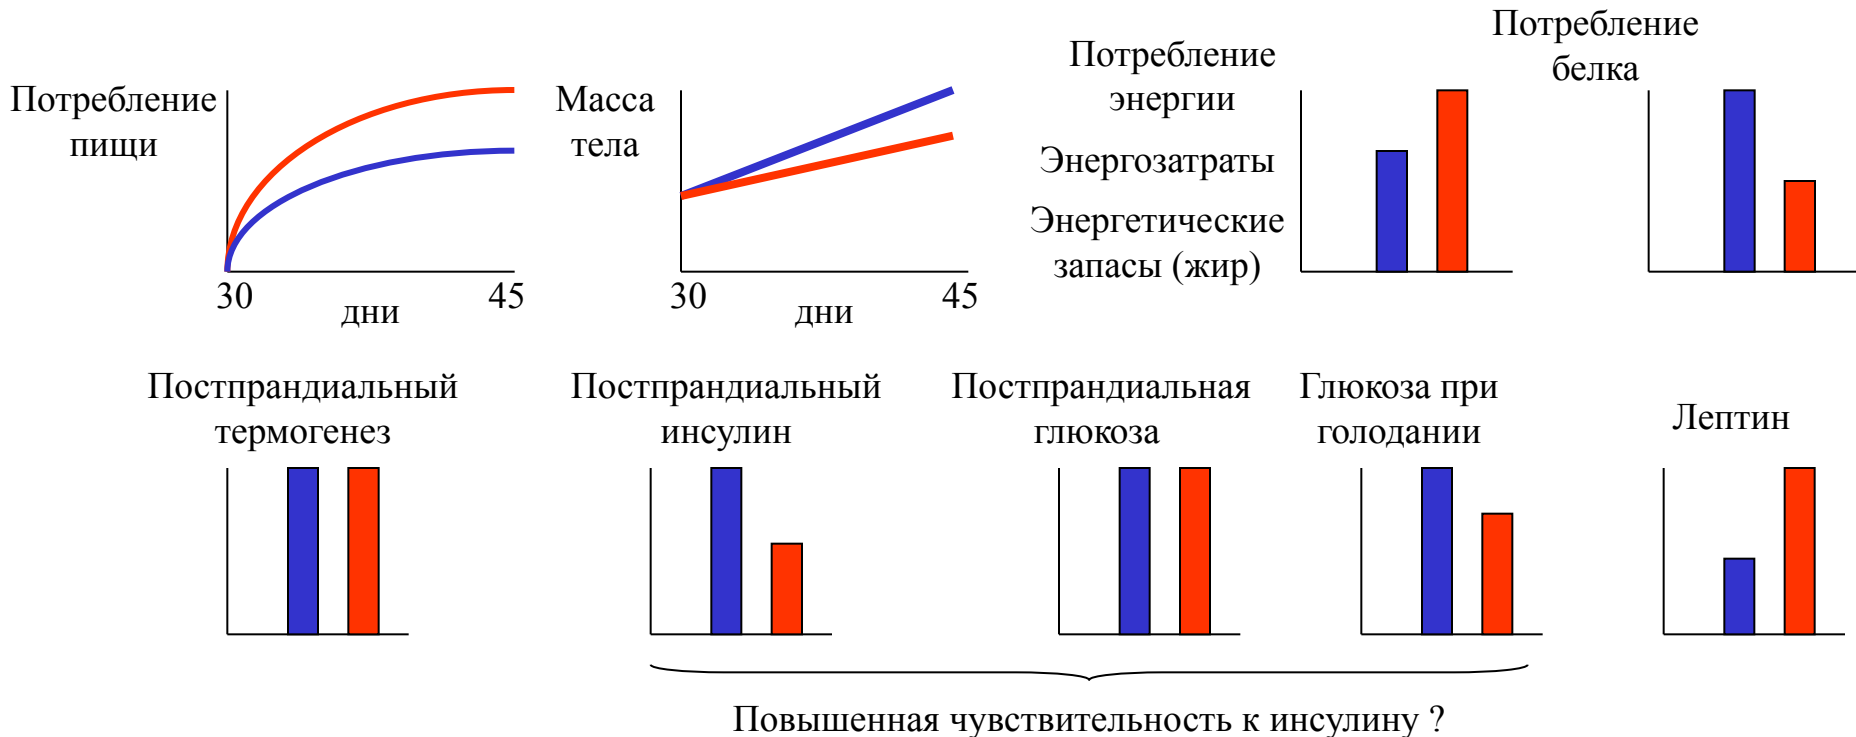 Потребление
пищи
30
45
дни
Масса
тела
30
45
дни
Потребление
энергии
Энергозатраты
Энергетические
запасы (жир)
Потребление
белка
Постпрандиальный
термогенез
Постпрандиальный
инсулин
Постпрандиальная
глюкоза
Глюкоза при
голодании
Лептин
Повышенная чувствительность к инсулину ?